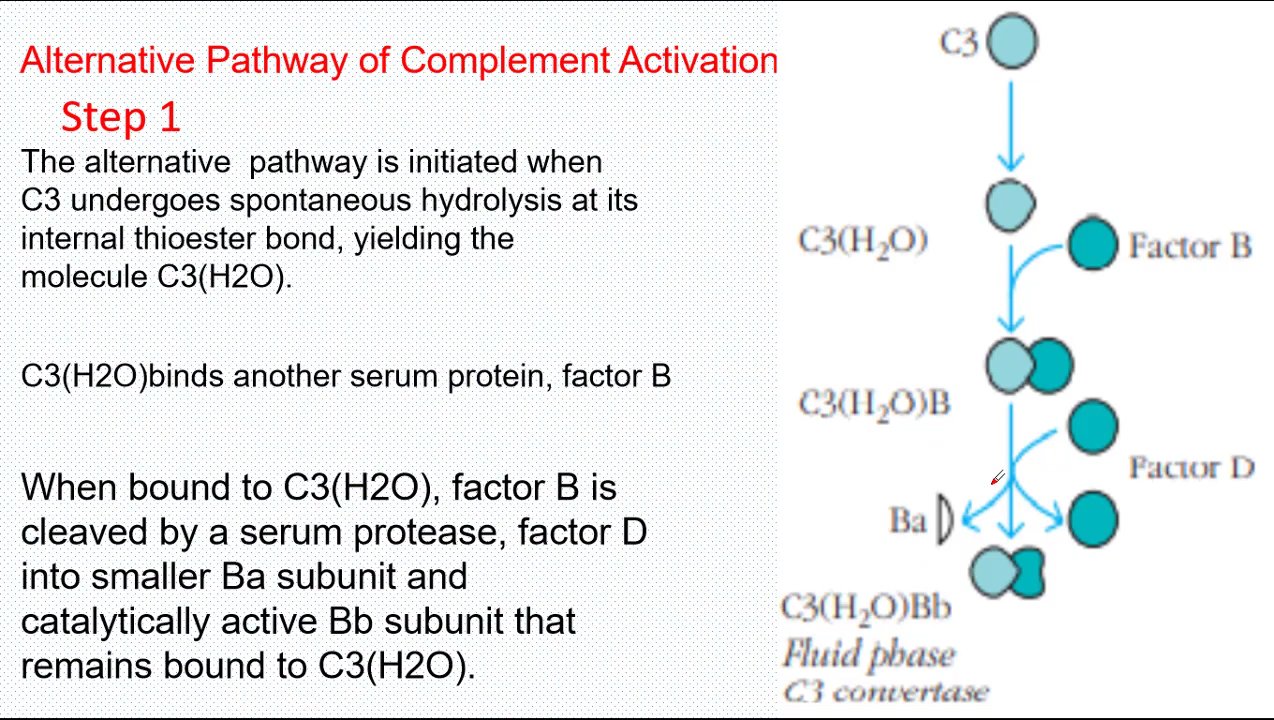 Alternative Pathway of Complement Activation
Step 1
The alternative pathway is initiated when
C3 undergoes spontaneous hydrolysis at its
internal thioester bond, yielding the
molecule C3(H2O).
C3(H2O)binds another serum protein, factor B
When bound to C3(H2O), factor B is
cleaved by a serum protease, factor D
into smaller Ba subunit and
catalytically active Bb subunit that
remains bound to C3(H2O).
C3
C3(H₂O)
Factor B
C3(H₂O)B
Factor D
Ba
C3(H₂O)Bb
Fluid phase
C3 convertase